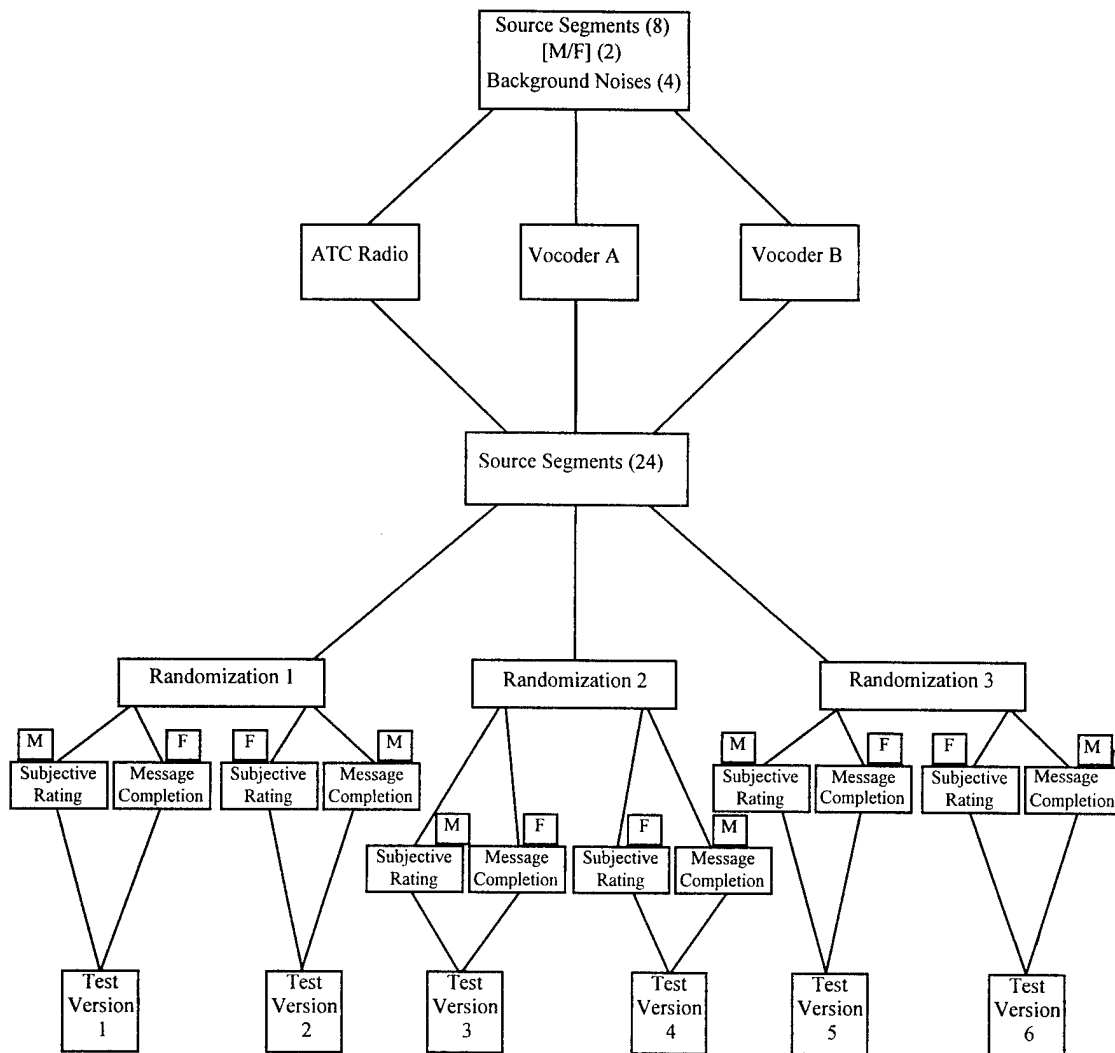 Source Segments (8)
[M/F] (2)
Background Noises (4)
ATC Radio
Vocoder A
Vocoder B
Source Segments (24)
Randomization 1
Randomization 2
Randomization 3
M
F
F
M
Subjective
Rating
Message
Completion
Subjective
Rating
Message
Completion
M
F
F
M
Subjective
Rating
Message
Completion
Subjective
Rating
Message
Completion
M
F
F
M
Subjective
Rating
Message
Completion
Subjective
Rating
Message
Completion
Test
Version
1
Test
Version
2
Test
Version
3
Test
Version
4
Test
Version
5
Test
Version
6